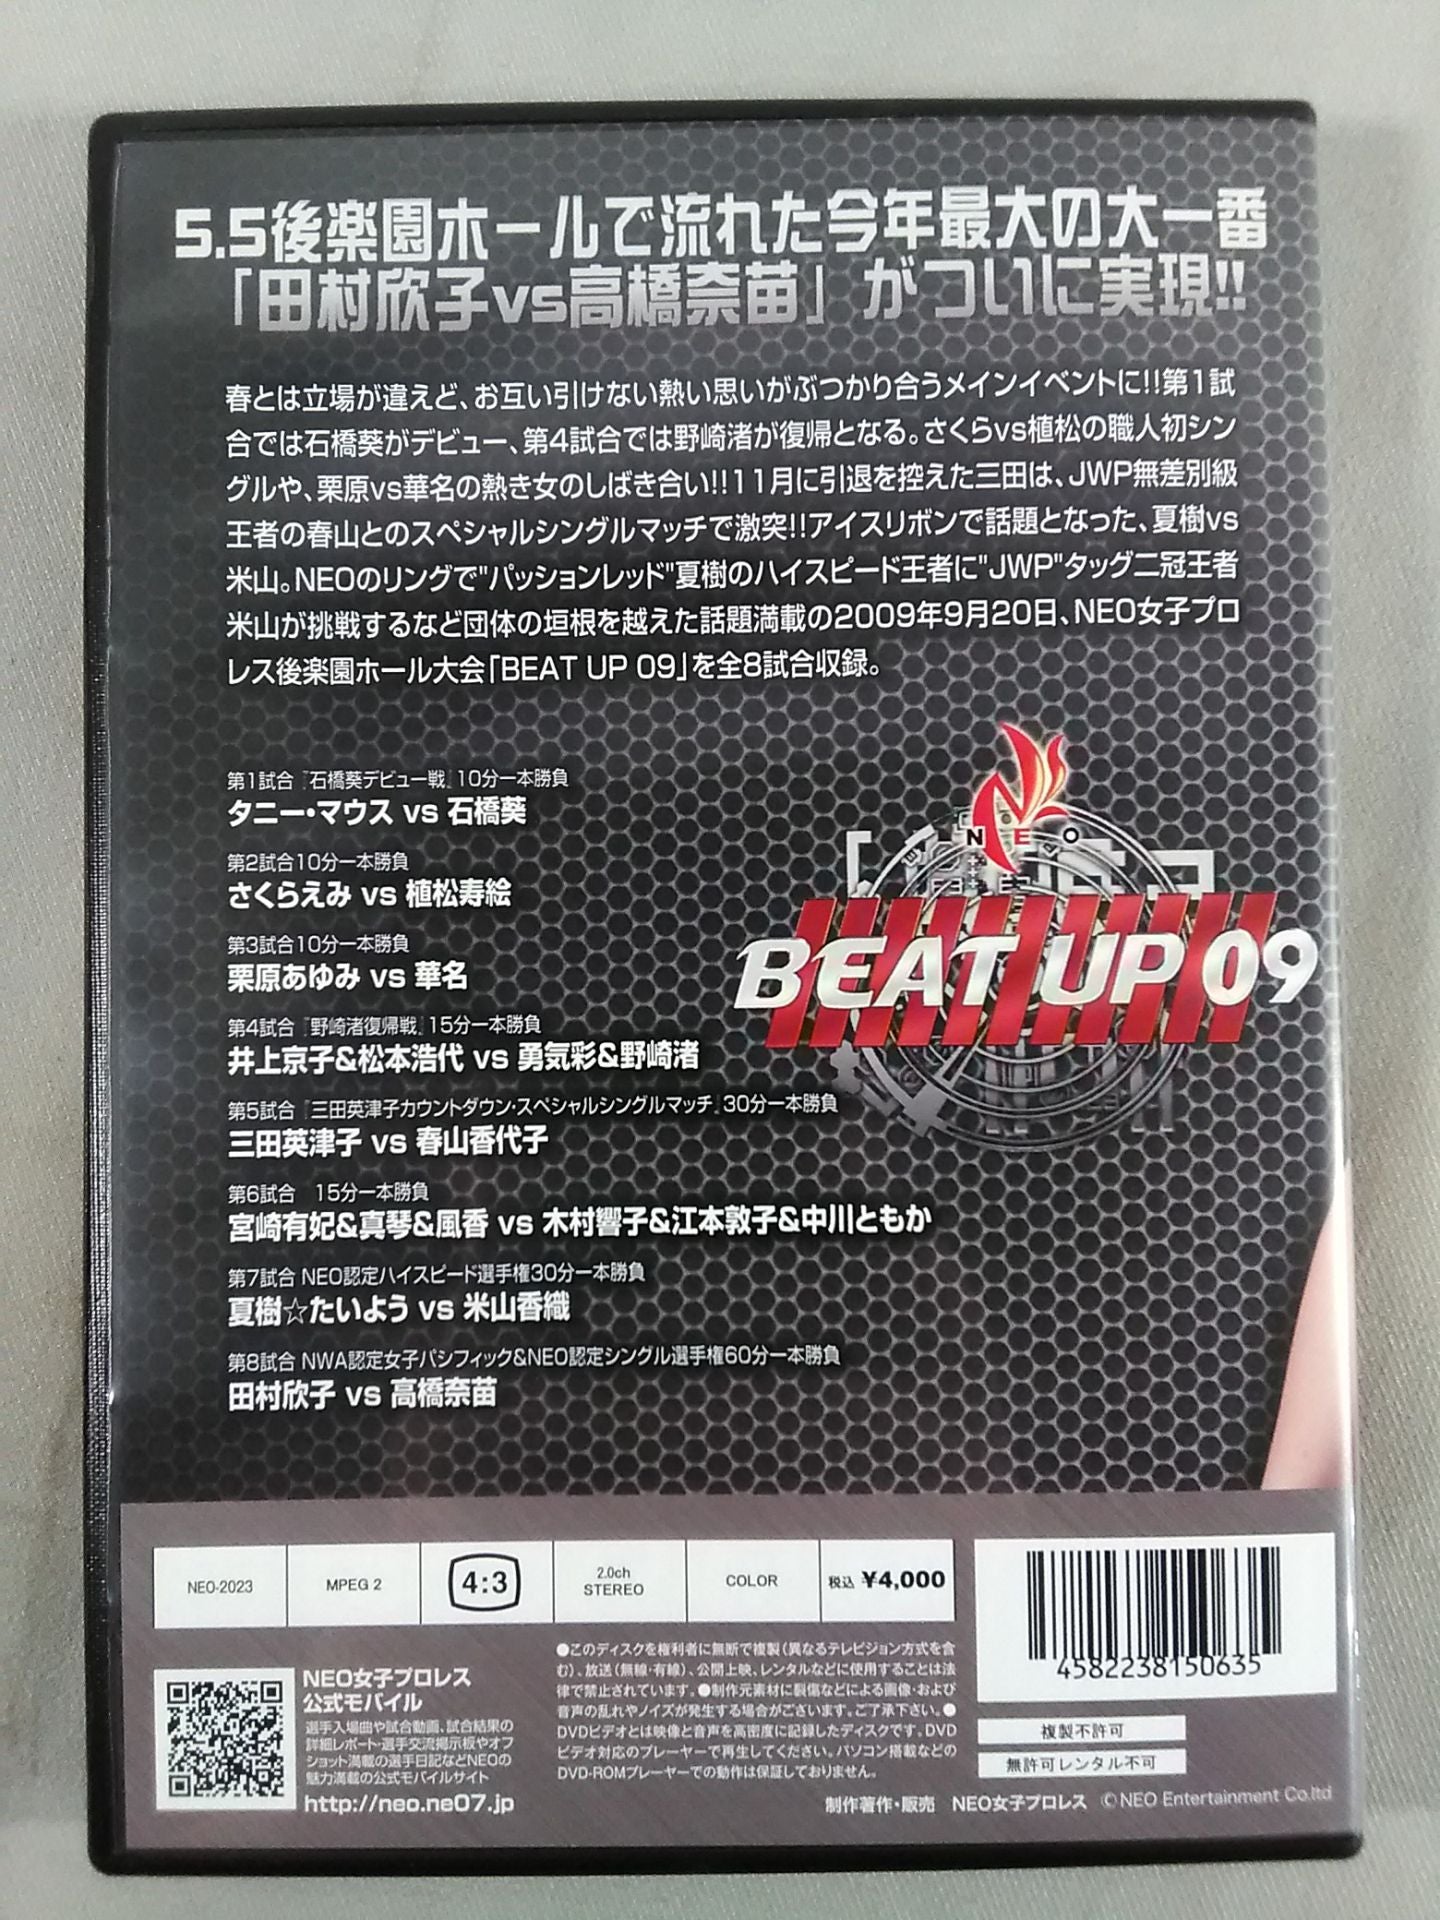 5.5後楽園ホールで流れた今年最大の大一番
「田村欣子vs高橋奈苗」がついに実現!!
春とは立場が違えど、お互い引けない熱い思いがぶつかり合うメインイベントに!!第1試
合では石橋葵がデビュー、第4試合では野崎渚が復帰となる。さくらvs植松の職人初シン
グルや、栗原vs華名の熱き女のしばき合い!!11月に引退を控えた三田は、JWP無差別級
王者の春山とのスペシャルシングルマッチで激突!!アイスリボンで話題となった、夏樹vs
米山。NEOのリングで"パッションレッド"夏樹のハイスピード王者に"JWP"タッグ二冠王者
米山が挑戦するなど団体の垣根を越えた話題満載の2009年9月20日、NEO女子プロ
レス後楽園ホール大会「BEAT UP 09」を全8試合収録。
第1試合『石橋葵デビュー戦』10分一本勝負
タニー・マウス vs 石橋葵
第2試合10分一本勝負
さくらえみ vs 植松寿絵
第3試合10分一本勝負
栗原あゆみ vs 華名
第4試合『野崎渚復帰戦』15分一本勝負
井上京子&松本浩代 vs 勇気彩&野崎渚
第5試合『三田英津子カウントダウン・スペシャルシングルマッチ』30分一本勝負
三田英津子 vs 春山香代子
第6試合 15分一本勝負
宮崎有妃&真琴&風香 vs 木村響子&江本敦子&中川ともか
第7試合 NEO認定ハイスピード選手権30分一本勝負
夏樹☆たいよう vs 米山香織
第8試合 NWA認定女子パシフィック&NEO認定シングル選手権60分一本勝負
田村欣子 vs 高橋奈苗
NEO
BEAT UP 09
NEO-2023
MPEG 2
4:3
2.0ch
STEREO
COLOR
税込 ¥4,000
4582238150635
NEO女子プロレス
公式モバイル
選手入場曲や試合動画、試合結果の
詳細レポート・選手交流掲示板やオフ
ショット満載の選手日記などNEOの
魅力満載の公式モバイルサイト
http://neo.ne07.jp
●このディスクを権利者に無断で複製(異なるテレビジョン方式を含
む)、放送(無線・有線)、公開上映、レンタルなどに使用することは法
律で禁止されています。●制作元素材に裂傷などによる画像・および
音声の乱れやノイズが発生する場合がございます。ご了承下さい。●
DVDビデオとは映像と音声を高密度に記録したディスクです。DVD
ビデオ対応のプレーヤーで再生してください。パソコン搭載などの
DVD-ROMプレーヤーでの動作は保証しておりません。
複製不許可
無許可レンタル不可
制作著作・販売 NEO女子プロレス ©NEO Entertainment Co.ltd